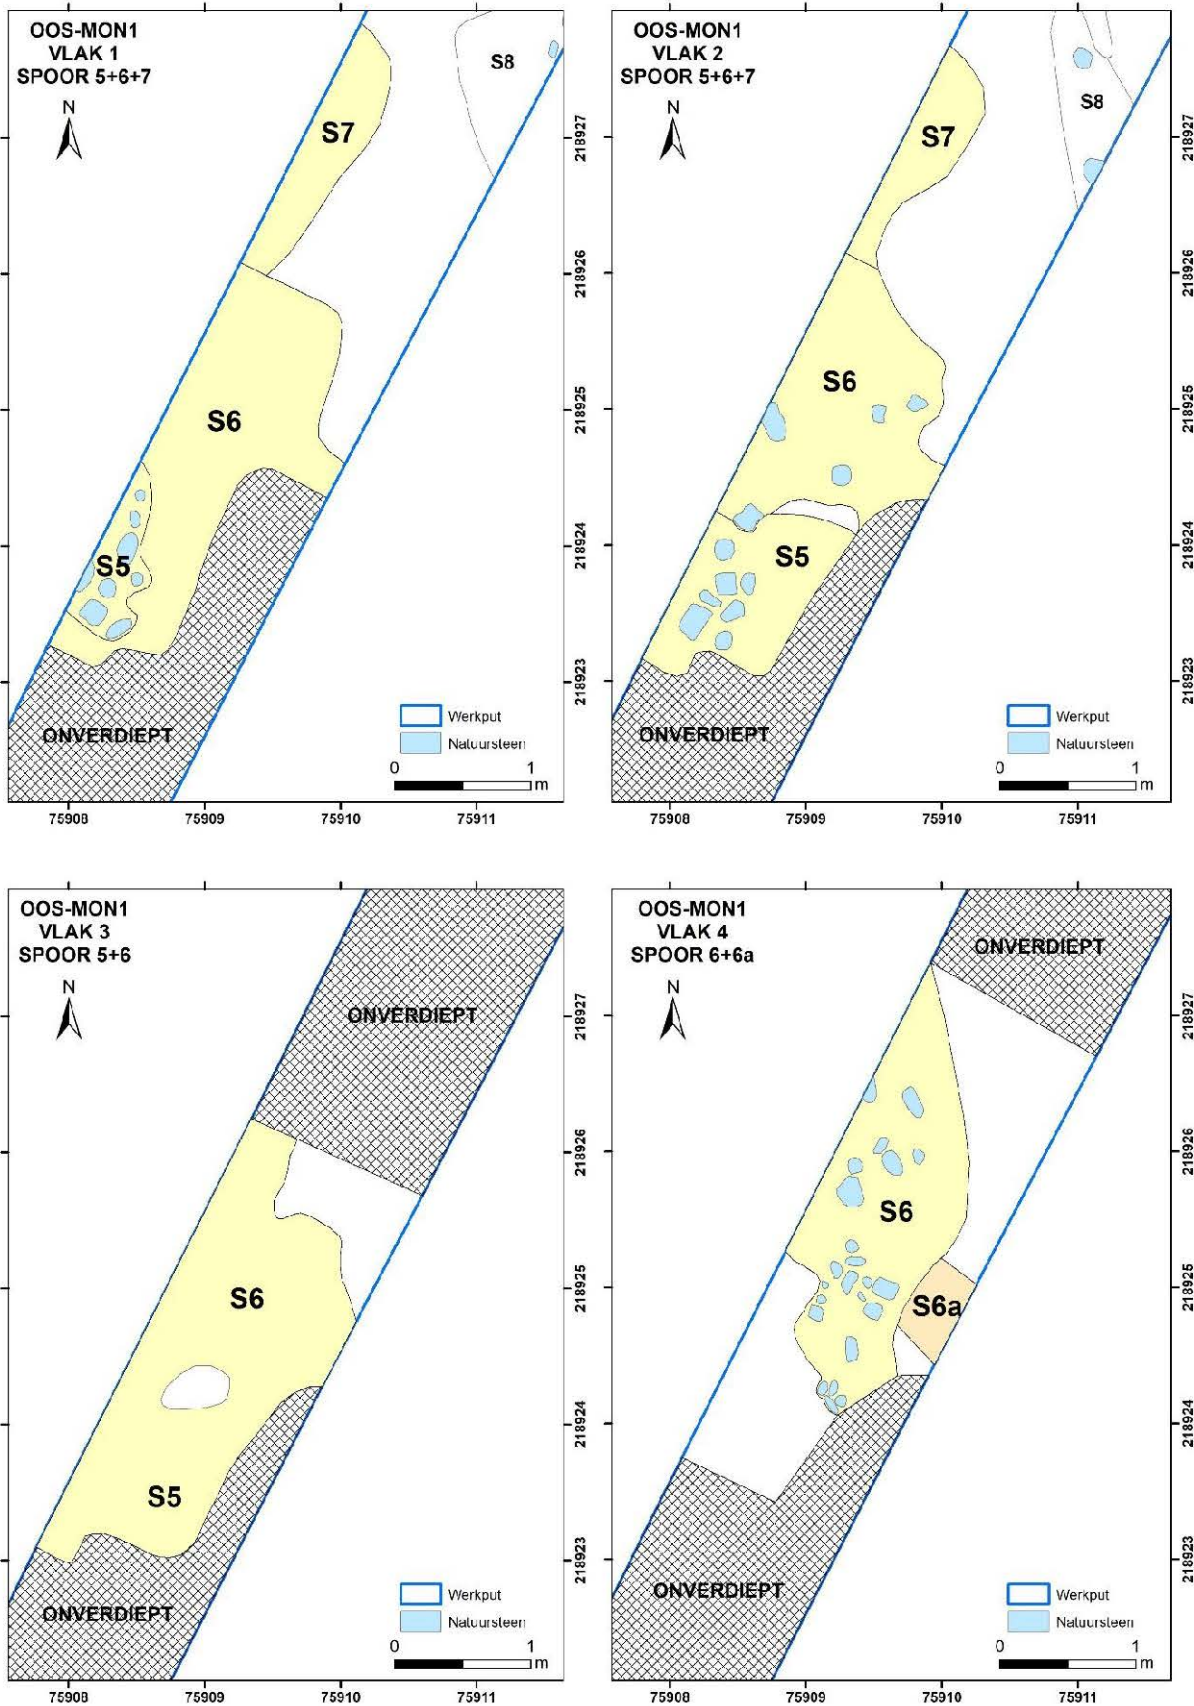 OOS-MON1
VLAK 1
SPOOR 5+6+7
N
S7
S8
S6
S5
ONVERDIEPT
Werkput
Natuursteen
0 1
m
218927
218926
218925
218924
218923
75908 75909 75910 75911
OOS-MON1
VLAK 2
SPOOR 5+6+7
N
S7
S8
S6
S5
ONVERDIEPT
Werkput
Natuursteen
0 1
m
218927
218926
218925
218924
218923
75908 75909 75910 75911
OOS-MON1
VLAK 3
SPOOR 5+6
N
ONVERDIEPT
S6
S5
ONVERDIEPT
Werkput
Natuursteen
0 1
m
218927
218926
218925
218924
218923
75908 75909 75910 75911
OOS-MON1
VLAK 4
SPOOR 6+6a
N
ONVERDIEPT
S6
S6a
ONVERDIEPT
Werkput
Natuursteen
0 1
m
218927
218926
218925
218924
218923
75908 75909 75910 75911